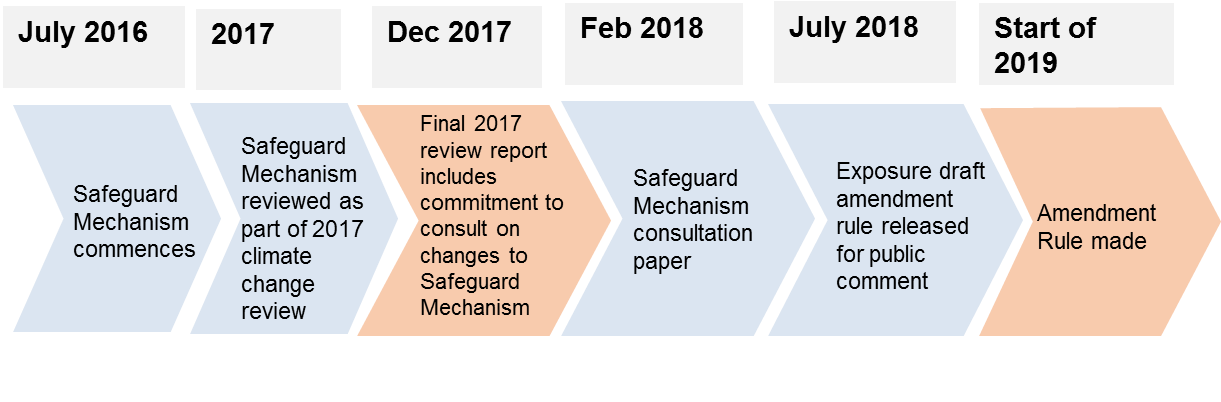 July 2016
2017
Dec 2017
Feb 2018
July 2018
Start of
2019
Safeguard
Mechanism
commences
Safeguard
Mechanism
reviewed as
part of 2017
climate
change
review
Final 2017
review report
includes
commitment to
consult on
changes to
Safeguard
Mechanism
Safeguard
Mechanism
consultation
paper
Exposure draft
amendment
rule released
for public
comment
Amendment
Rule made